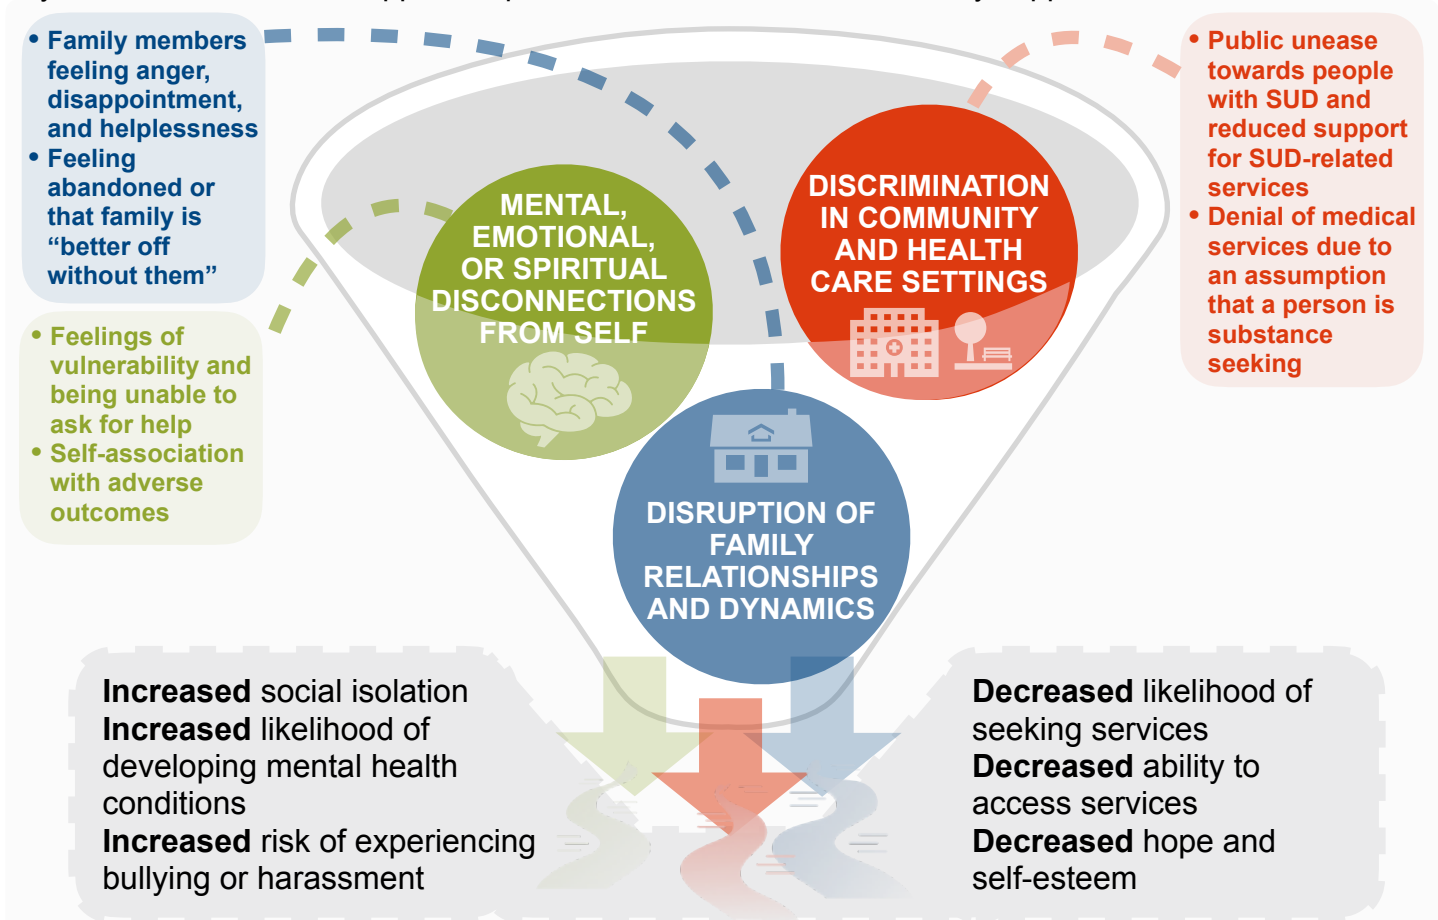 • Family members
feeling anger,
disappointment,
and helplessness
• Feeling
abandoned or
that family is
“better off
without them”
• Feelings of
vulnerability and
being unable to
ask for help
• Self-association
with adverse
outcomes
MENTAL,
EMOTIONAL,
OR SPIRITUAL
DISCONNECTIONS
FROM SELF
DISCRIMINATION
IN COMMUNITY
AND HEALTH
CARE SETTINGS
DISRUPTION OF
FAMILY
RELATIONSHIPS
AND DYNAMICS
• Public unease
towards people
with SUD and
reduced support
for SUD-related
services
• Denial of medical
services due to
an assumption
that a person is
substance
seeking
Increased social isolation
Increased likelihood of
developing mental health
conditions
Increased risk of experiencing
bullying or harassment
Decreased likelihood of
seeking services
Decreased ability to
access services
Decreased hope and
self-esteem